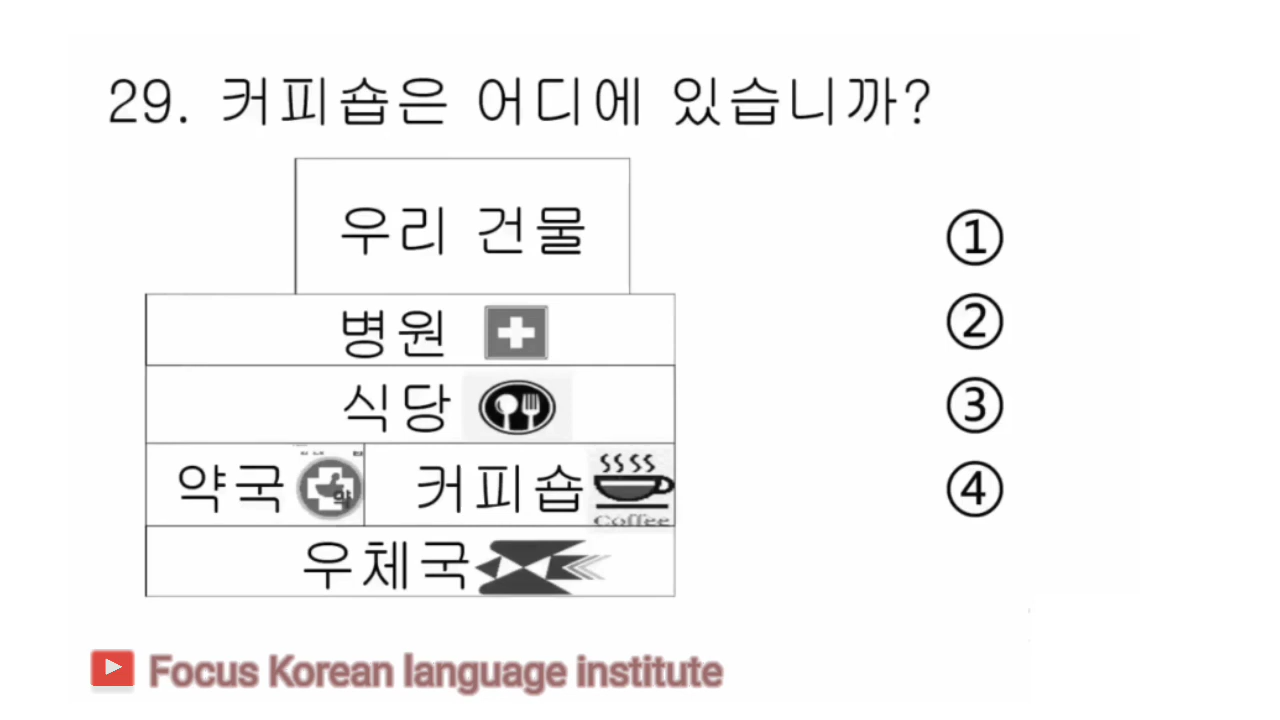 29. 커피숍은 어디에 있습니까?
우리 건물
①
병원
②
식당
③
약국 약 커피숍
④
Coffee
우체국
Focus Korean language institute